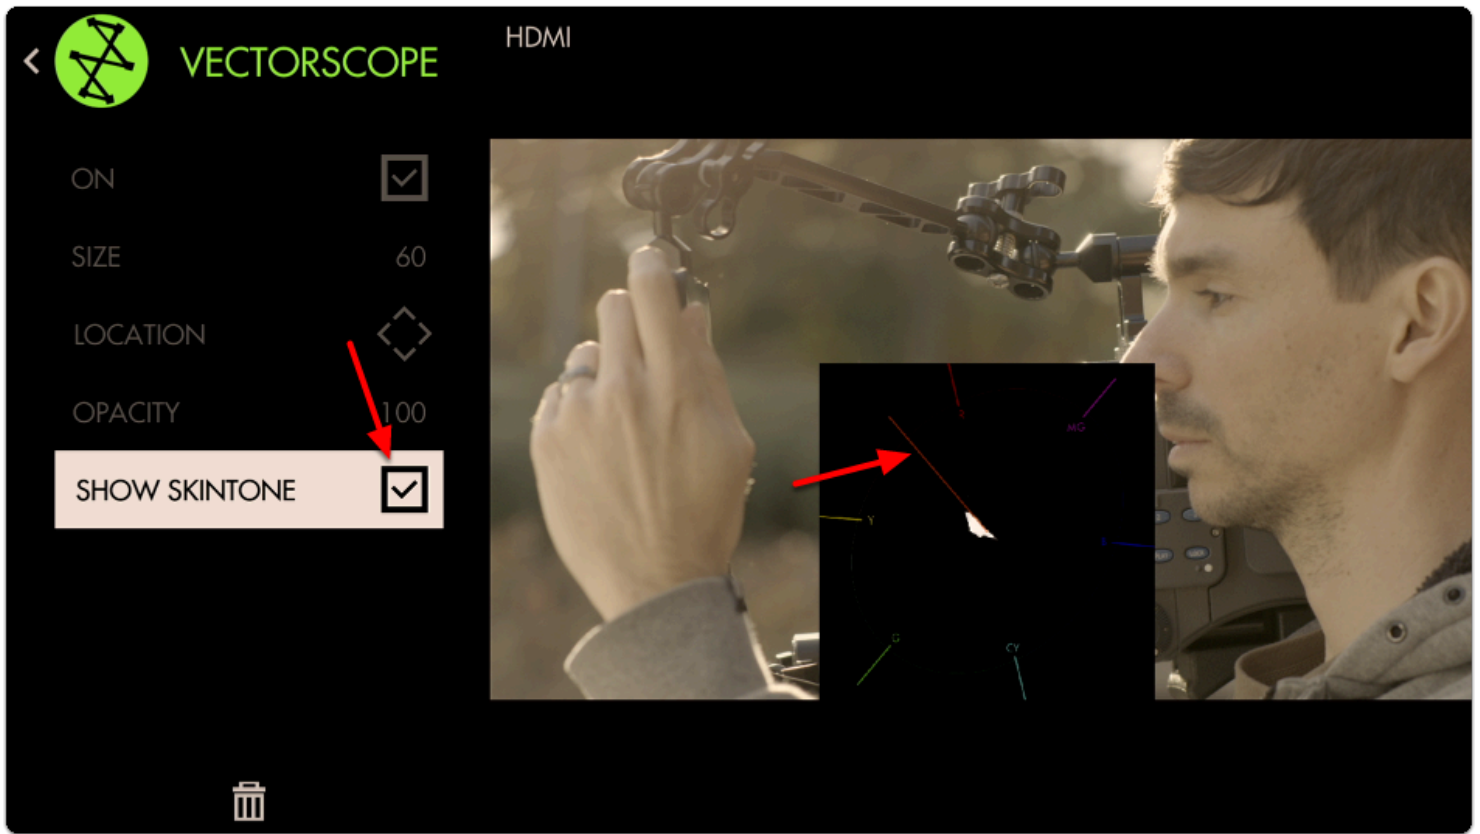 VECTORSCOPE
HDMI
ON
SIZE 60
LOCATION
OPACITY 100
SHOW SKINTONE
R
MG
Y
G
CY